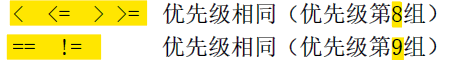 <  <=  > >=  优先级相同（优先级第8组）
==  !=  优先级相同（优先级第9组）